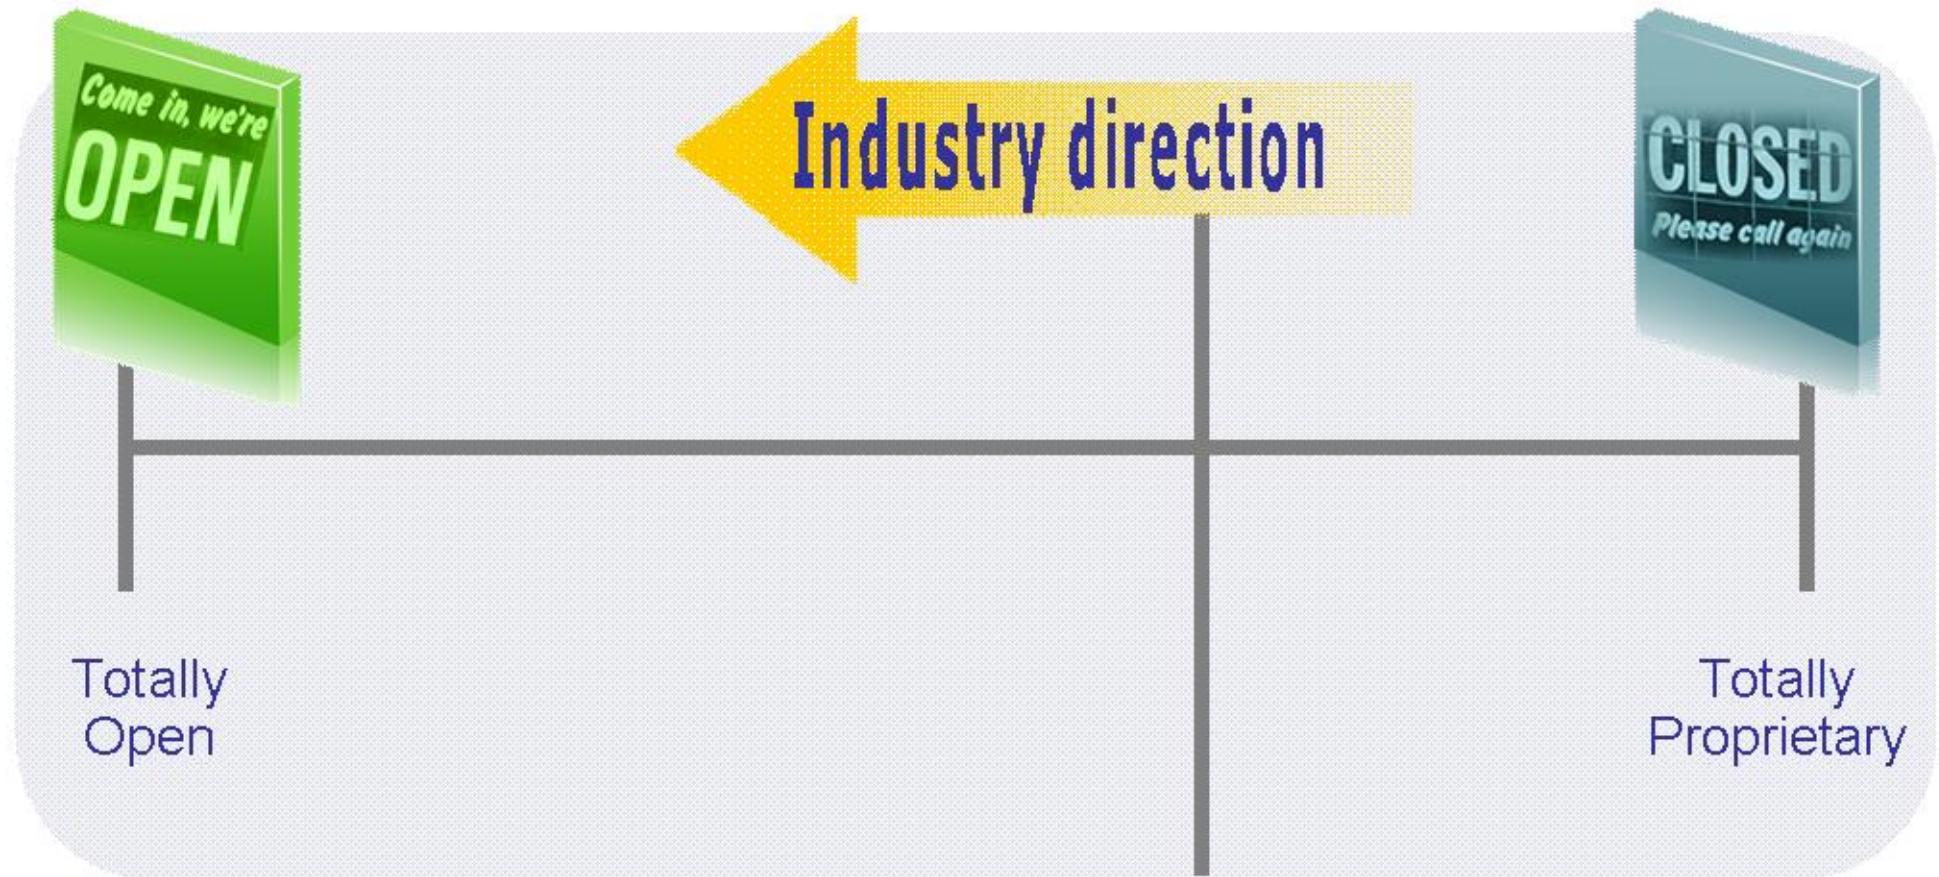 Come in, we're
OPEN
Industry direction
CLOSED
Please call again
Totally
Open
Totally
Proprietary